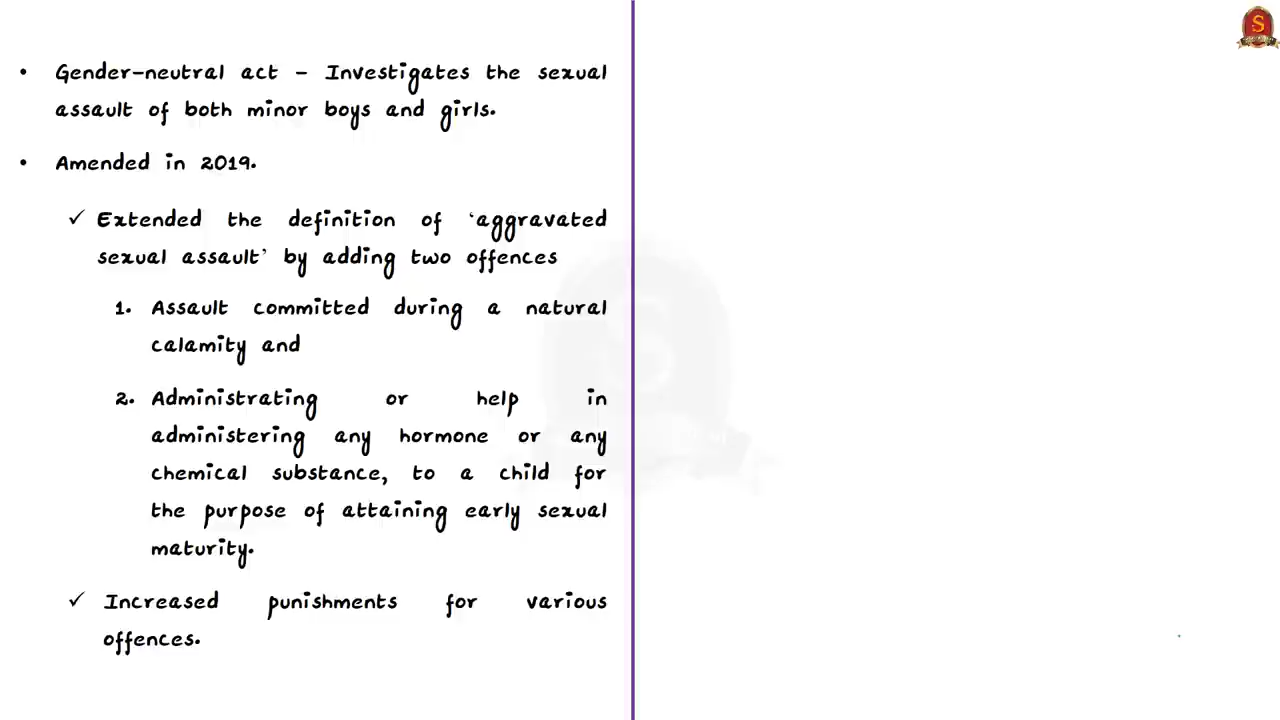 • Gender-neutral act - Investigates the sexual
assault of both minor boys and girls.
• Amended in 2019.
✓ Extended the definition of 'aggravated
sexual assault' by adding two offences
1. Assault committed during a natural
calamity and
2. Administrating or help in
administering any hormone or any
chemical substance, to a child for
the purpose of attaining early sexual
maturity.
✓ Increased punishments for various
offences.
S